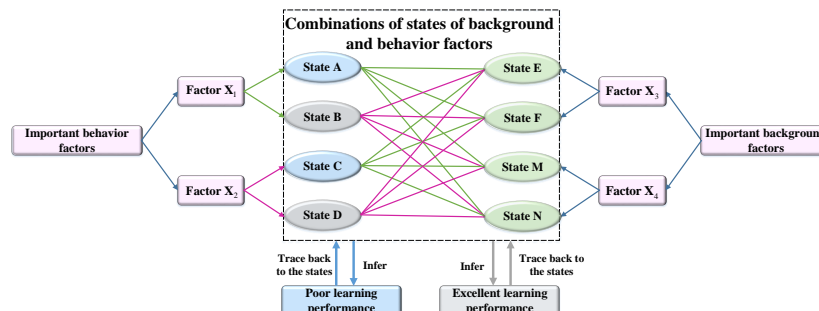 Combinations of states of background
and behavior factors
State A
State B
State C
State D
State E
State F
State M
State N
Factor X1
Factor X2
Factor X3
Factor X4
Important behavior
factors
Important background
factors
Trace back
to the states
Infer
Infer
Trace back to
the states
Poor learning
performance
Excellent learning
performance